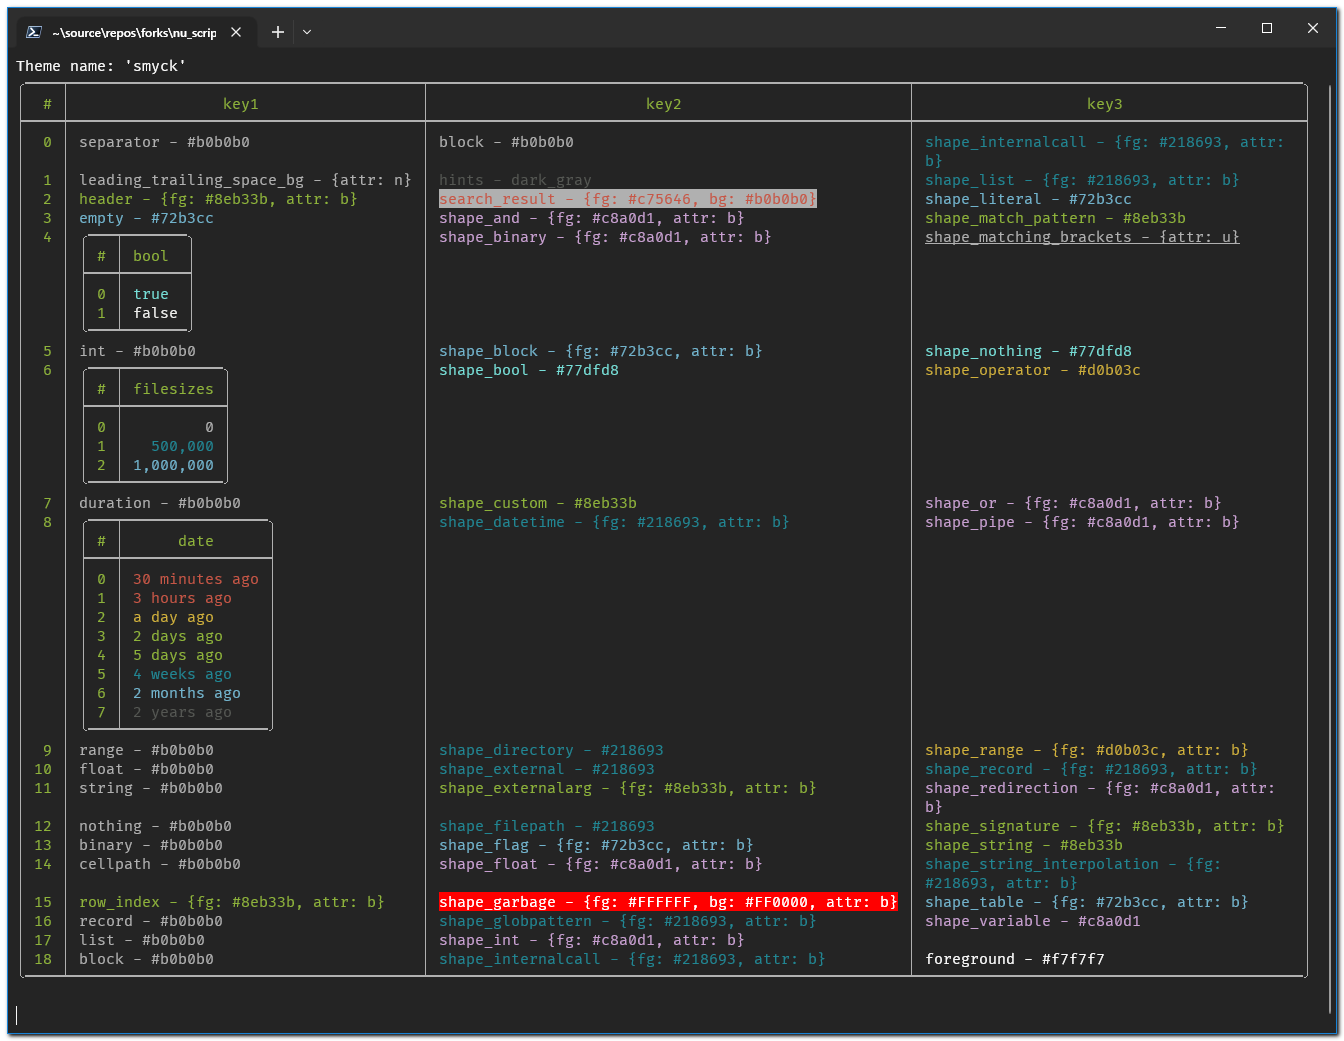 ~\source\repos\forks\nu_scrip
Theme name: 'smyck'
# key1 key2 key3
0 separator - #b0b0b0 block - #b0b0b0 shape_internalcall - {fg: #218693, attr:
b}
1 leading_trailing_space_bg - {attr: n} hints - dark_gray shape_list - {fg: #218693, attr: b}
2 header - {fg: #8eb33b, attr: b} search_result - {fg: #c75646, bg: #b0b0b0} shape_literal - #72b3cc
3 empty - #72b3cc shape_and - {fg: #c8a0d1, attr: b} shape_match_pattern - #8eb33b
4 shape_binary - {fg: #c8a0d1, attr: b} shape_matching_brackets - {attr: u}
# bool
0 true
1 false
5 int - #b0b0b0 shape_block - {fg: #72b3cc, attr: b} shape_nothing - #77dfd8
6 shape_bool - #77dfd8 shape_operator - #d0b03c
# filesizes
0 0
1 500,000
2 1,000,000
7 duration - #b0b0b0 shape_custom - #8eb33b shape_or - {fg: #c8a0d1, attr: b}
8 shape_datetime - {fg: #218693, attr: b} shape_pipe - {fg: #c8a0d1, attr: b}
# date
0 30 minutes ago
1 3 hours ago
2 a day ago
3 2 days ago
4 5 days ago
5 4 weeks ago
6 2 months ago
7 2 years ago
9 range - #b0b0b0 shape_directory - #218693 shape_range - {fg: #d0b03c, attr: b}
10 float - #b0b0b0 shape_external - #218693 shape_record - {fg: #218693, attr: b}
11 string - #b0b0b0 shape_externalarg - {fg: #8eb33b, attr: b} shape_redirection - {fg: #c8a0d1, attr:
b}
12 nothing - #b0b0b0 shape_filepath - #218693 shape_signature - {fg: #8eb33b, attr: b}
13 binary - #b0b0b0 shape_flag - {fg: #72b3cc, attr: b} shape_string - #8eb33b
14 cellpath - #b0b0b0 shape_float - {fg: #c8a0d1, attr: b} shape_string_interpolation - {fg:
#218693, attr: b}
15 row_index - {fg: #8eb33b, attr: b} shape_garbage - {fg: #FFFFFF, bg: #FF0000, attr: b} shape_table - {fg: #72b3cc, attr: b}
16 record - #b0b0b0 shape_globpattern - {fg: #218693, attr: b} shape_variable - #c8a0d1
17 list - #b0b0b0 shape_int - {fg: #c8a0d1, attr: b}
18 block - #b0b0b0 shape_internalcall - {fg: #218693, attr: b} foreground - #f7f7f7